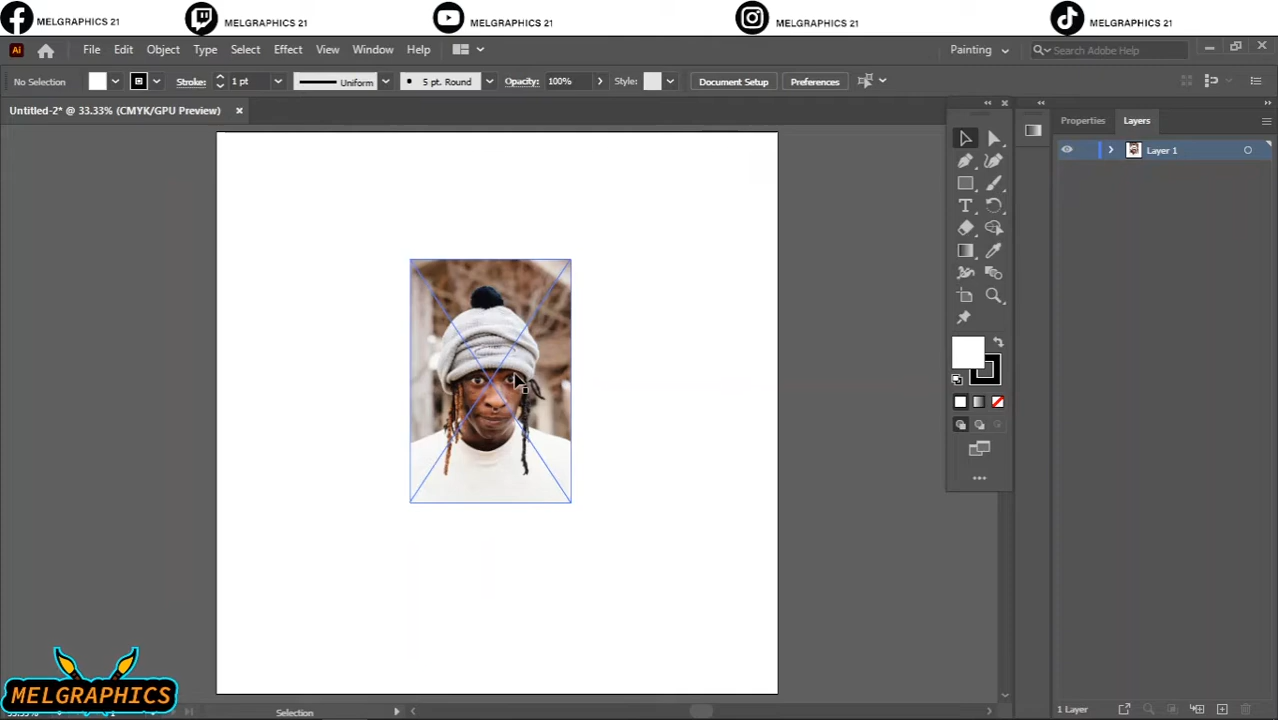 MELGRAPHICS 21 MELGRAPHICS 21 MELGRAPHICS 21 MELGRAPHICS 21 MELGRAPHICS 21
Ai File Edit Object Type Select Effect View Window Help Painting Search Adobe Help
No Selection Stroke: 1 pt Uniform 5 pt. Round Opacity: 100% Style: Document Setup Preferences
Untitled-2* @ 33.33% (CMYK/GPU Preview)
Properties Layers
Layer 1
MELGRAPHICS
Selection 1 Layer